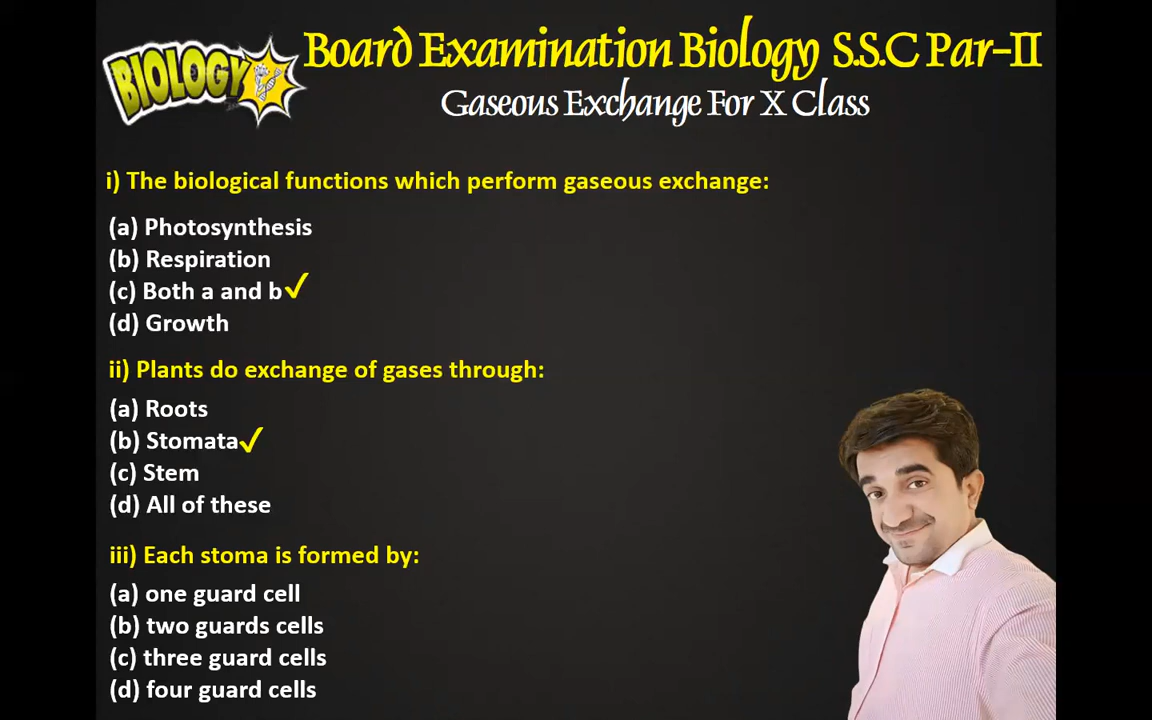 BIOLOGY
Board Examination Biology S.S.C Par-II
Gaseous Exchange For X Class
i) The biological functions which perform gaseous exchange:
(a) Photosynthesis
(b) Respiration
(c) Both a and b✓
(d) Growth
ii) Plants do exchange of gases through:
(a) Roots
(b) Stomata✓
(c) Stem
(d) All of these
iii) Each stoma is formed by:
(a) one guard cell
(b) two guards cells
(c) three guard cells
(d) four guard cells